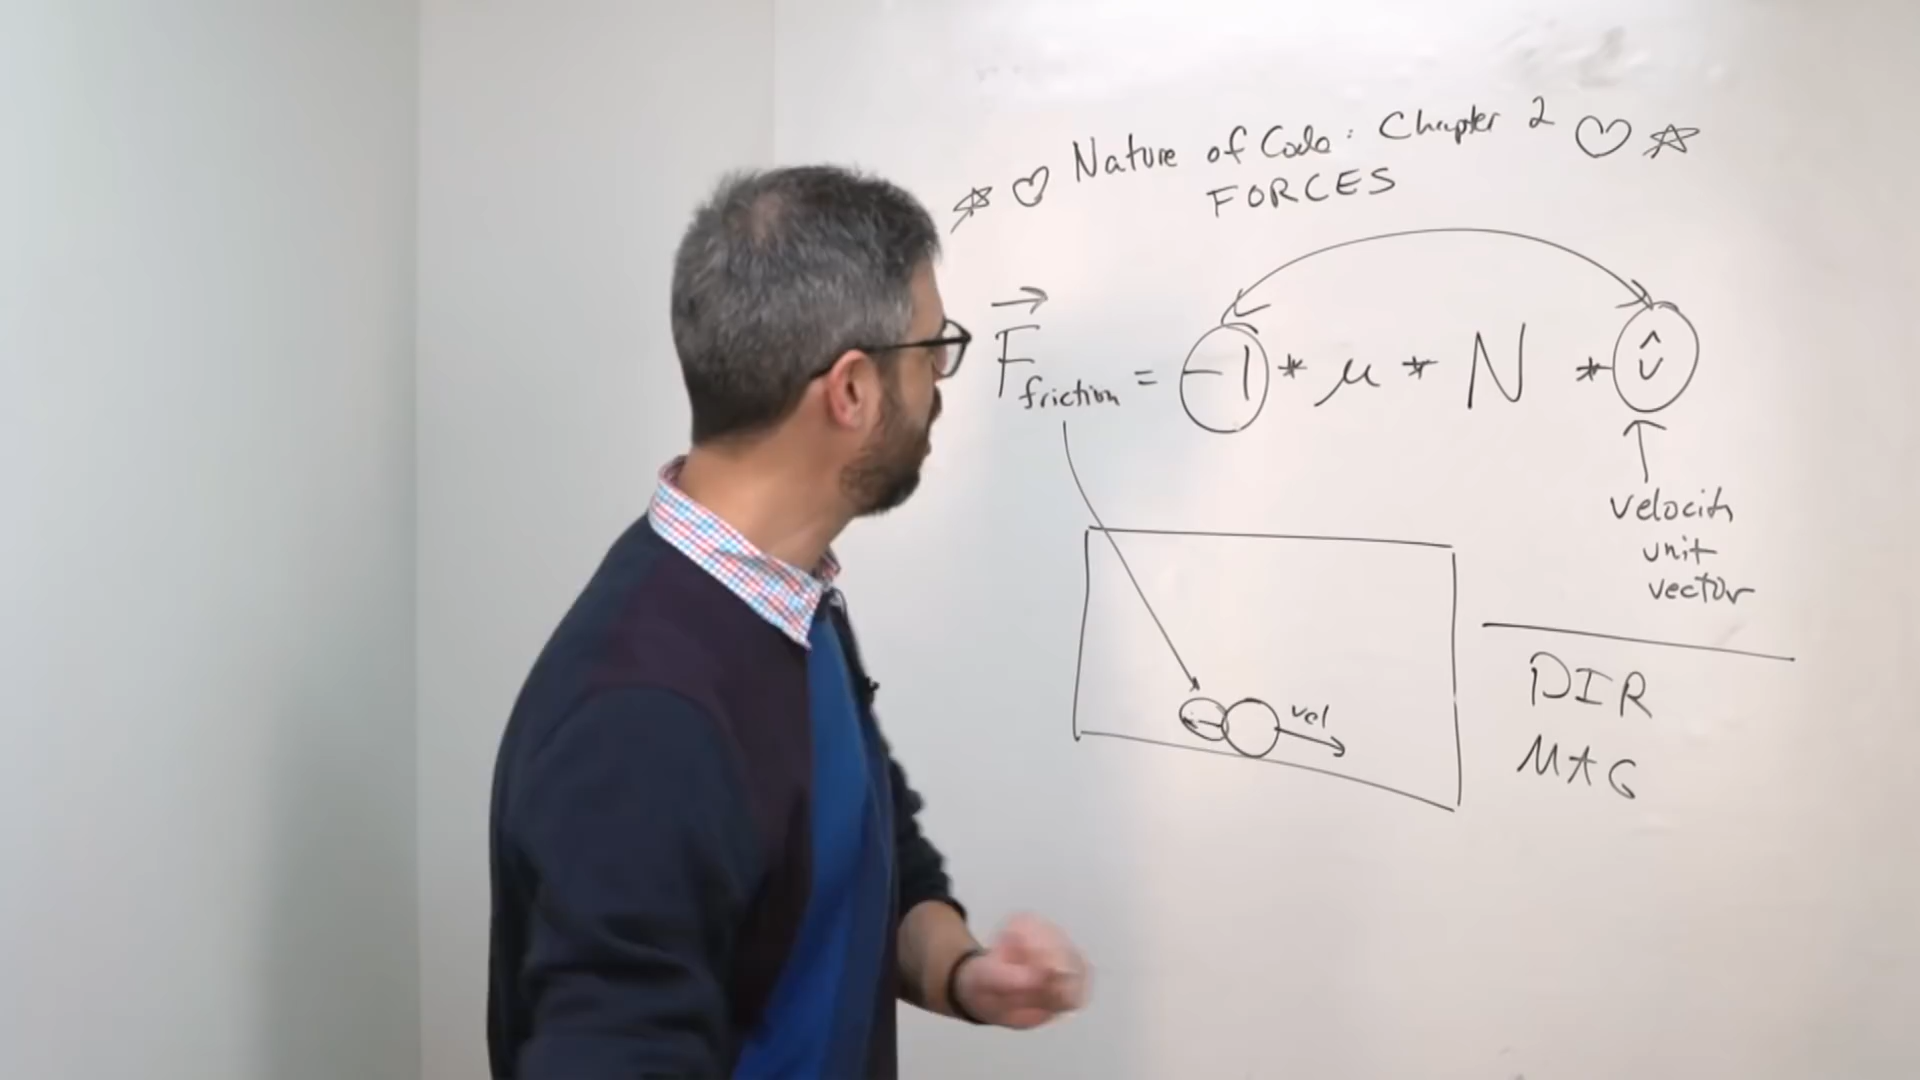 Nature of Code: Chapter 2
FORCES
F friction = -1 * μ * N * v̂
velocity
unit
vector
vel
DIR
MAG